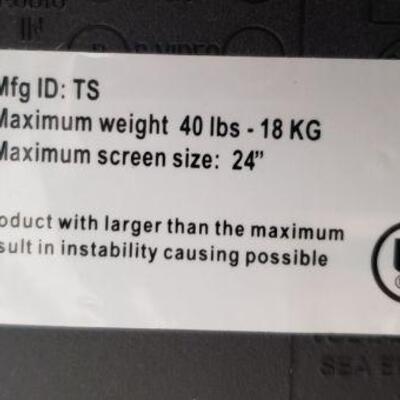 Mfg ID: TS
Maximum weight 40 lbs - 18 KG
Maximum screen size: 24”
oduct with larger than the maximum
sult in instability causing possible